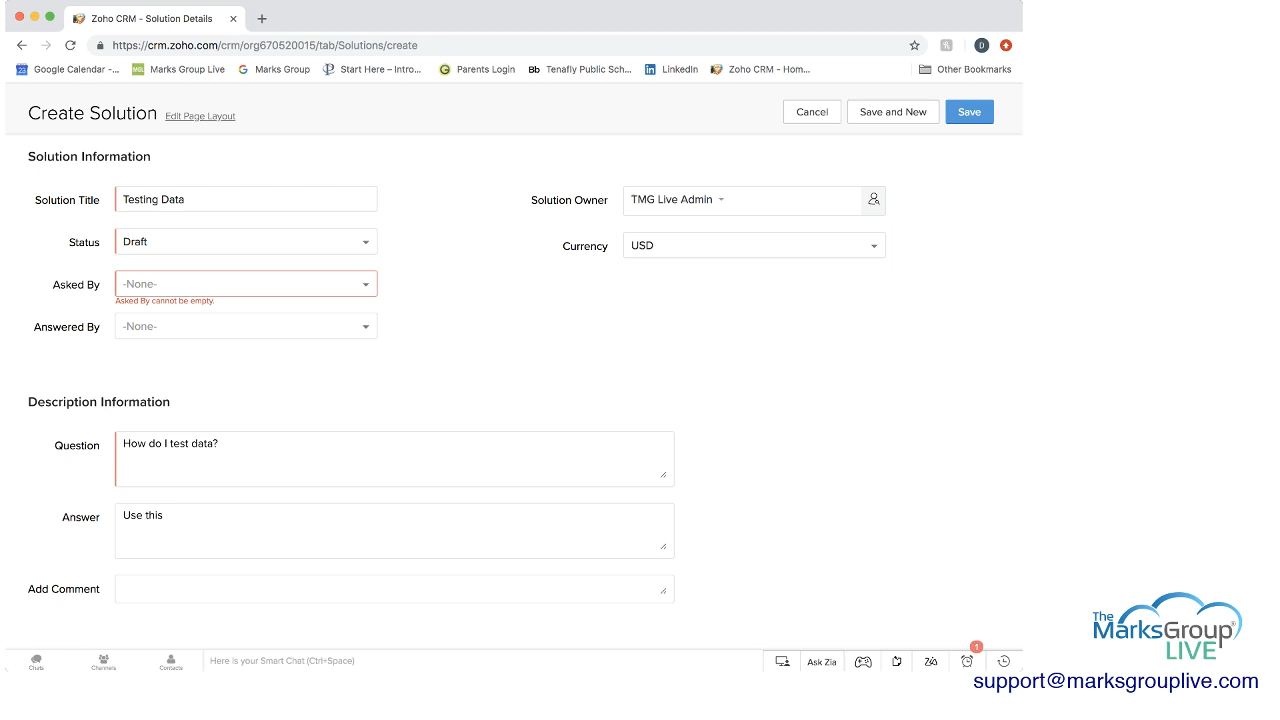 Zoho CRM - Solution Details
https://crm.zoho.com/crm/org670520015/tab/Solutions/create
D
23 Google Calendar -... MGL Marks Group Live G Marks Group Start Here – Intro... G Parents Login Bb Tenafly Public Sch... in LinkedIn Zoho CRM - Hom... Other Bookmarks
Create Solution Edit Page Layout Cancel Save and New Save
Solution Information
Solution Title Testing Data Solution Owner TMG Live Admin
Status Draft Currency USD
Asked By -None-
Asked By cannot be empty.
Answered By -None-
Description Information
Question How do I test data?
Answer Use this
Add Comment
Chats Channels Contacts Here is your Smart Chat (Ctrl+Space) Ask Zia 1
The
MarksGroup®
LIVE
support@marksgrouplive.com